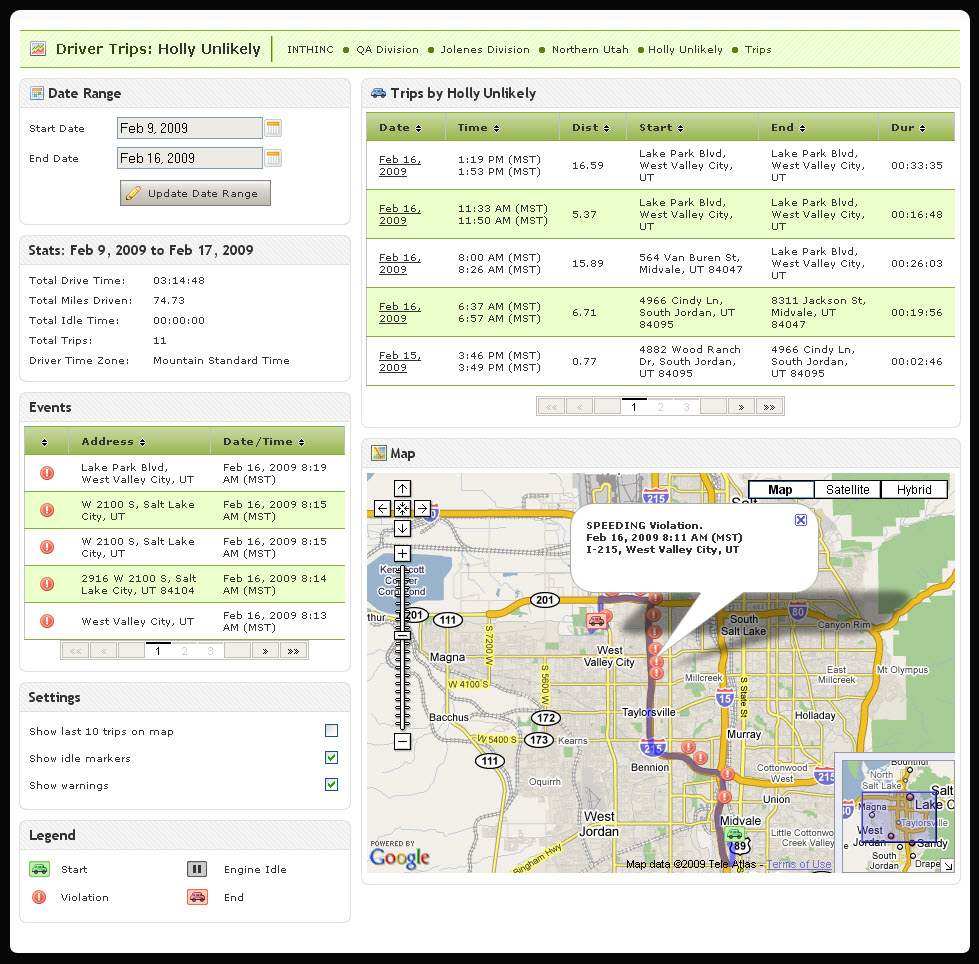 Driver Trips: Holly Unlikely
INTHINC ● QA Division ● Jolenes Division ● Northern Utah ● Holly Unlikely ● Trips
Date Range
Start Date Feb 9, 2009
End Date Feb 16, 2009
Update Date Range
Stats: Feb 9, 2009 to Feb 17, 2009
Total Drive Time: 03:14:48
Total Miles Driven: 74.73
Total Idle Time: 00:00:00
Total Trips: 11
Driver Time Zone: Mountain Standard Time
Events
Address Date/Time
Lake Park Blvd, West Valley City, UT Feb 16, 2009 8:19 AM (MST)
W 2100 S, Salt Lake City, UT Feb 16, 2009 8:15 AM (MST)
W 2100 S, Salt Lake City, UT Feb 16, 2009 8:15 AM (MST)
2916 W 2100 S, Salt Lake City, UT 84104 Feb 16, 2009 8:14 AM (MST)
West Valley City, UT Feb 16, 2009 8:13 AM (MST)
«« « 1 2 3 » »»
Settings
Show last 10 trips on map
Show idle markers
Show warnings
Legend
Start Engine Idle
Violation End
Trips by Holly Unlikely
Date Time Dist Start End Dur
Feb 16, 2009 1:19 PM (MST) 1:53 PM (MST) 16.59 Lake Park Blvd, West Valley City, UT Lake Park Blvd, West Valley City, UT 00:33:35
Feb 16, 2009 11:33 AM (MST) 11:50 AM (MST) 5.37 Lake Park Blvd, West Valley City, UT Lake Park Blvd, West Valley City, UT 00:16:48
Feb 16, 2009 8:00 AM (MST) 8:26 AM (MST) 15.89 564 Van Buren St, Midvale, UT 84047 Lake Park Blvd, West Valley City, UT 00:26:03
Feb 16, 2009 6:37 AM (MST) 6:57 AM (MST) 6.71 4966 Cindy Ln, South Jordan, UT 84095 8311 Jackson St, Midvale, UT 84047 00:19:56
Feb 15, 2009 3:46 PM (MST) 3:49 PM (MST) 0.77 4882 Wood Ranch Dr, South Jordan, UT 84095 4966 Cindy Ln, South Jordan, UT 84095 00:02:46
«« « 1 2 3 » »»
Map
Map Satellite Hybrid
215
SPEEDING Violation.
Feb 16, 2009 8:11 AM (MST)
I-215, West Valley City, UT
201
201 111
80
Canyon Rim
South Salt Lake
Magna
S 7200 W
West Valley City
S 5600 W
W 4100 S
Millcreek
East Millcreek
Mt Olympus
S State St
15
Bacchus
172
Taylorsville
Holladay
W 5400 S
173
Kearns
Murray
215
111
Bennion
Cottonwood West
215
Oquirrh
Union
West Jordan
Midvale
89
Little Cottonwood Creek Valley
Bingham Hwy
POWERED BY
Google
Map data ©2009 Tele Atlas - Terms of Use
Bountiful
North Salt Lake
Magna
Taylorsville
West Jordan
Sandy
South Jordan